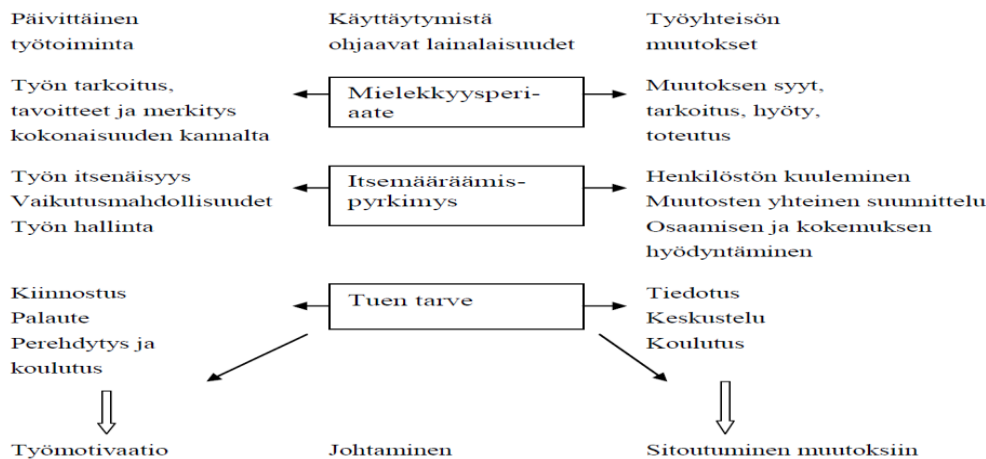 Päivittäinen
työtoiminta
Käyttäytymistä
ohjaavat lainalaisuudet
Työyhteisön
muutokset
Työn tarkoitus,
tavoitteet ja merkitys
kokonaisuuden kannalta
Mielekkyysperi-
aate
Muutoksen syyt,
tarkoitus, hyöty,
toteutus
Työn itsenäisyys
Vaikutusmahdollisuudet
Työn hallinta
Itsemääräämis-
pyrkimys
Henkilöstön kuuleminen
Muutosten yhteinen suunnittelu
Osaamisen ja kokemuksen
hyödyntäminen
Kiinnostus
Palaute
Perehdytys ja
koulutus
Tuen tarve
Tiedotus
Keskustelu
Koulutus
Työmotivaatio
Johtaminen
Sitoutuminen muutoksiin